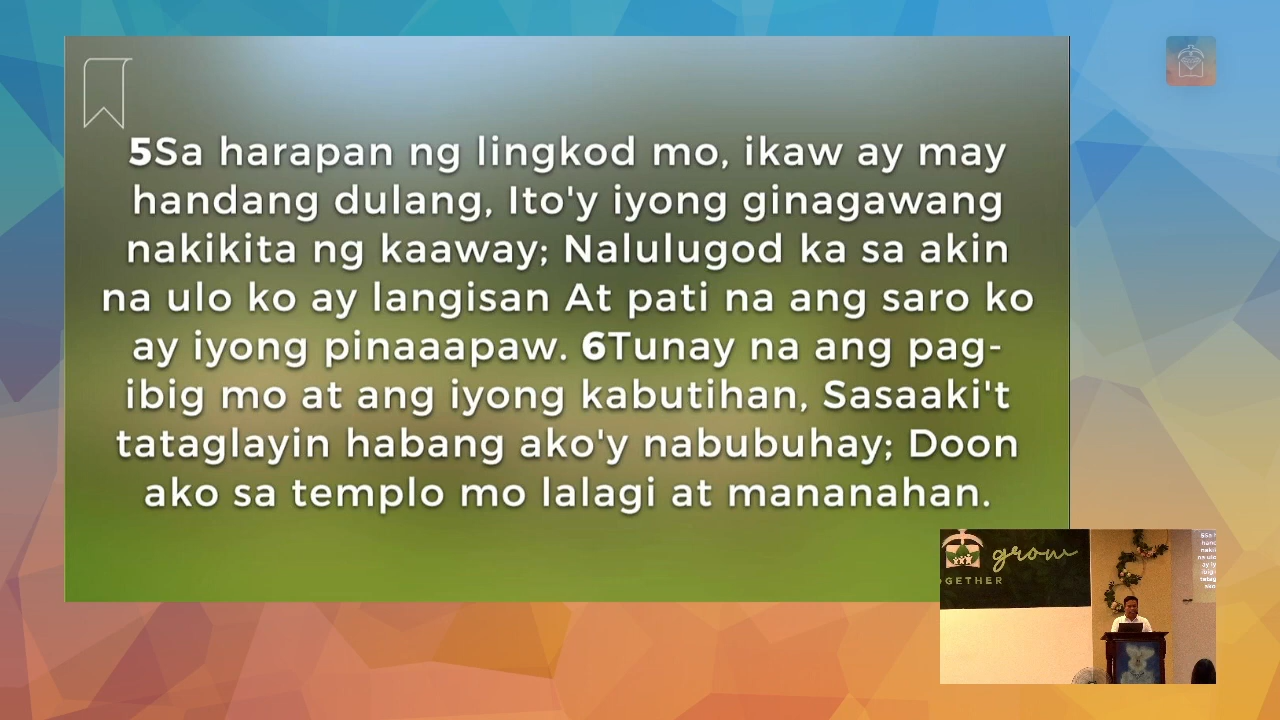 5Sa harapan ng lingkod mo, ikaw ay may
handang dulang, Ito'y iyong ginagawang
nakikita ng kaaway; Nalulugod ka sa akin
na ulo ko ay langisan At pati na ang saro ko
ay iyong pinaaapaw. 6Tunay na ang pag-
ibig mo at ang iyong kabutihan, Sasaaki't
tataglayin habang ako'y nabubuhay; Doon
ako sa templo mo lalagi at mananahan.
grow
OGETHER